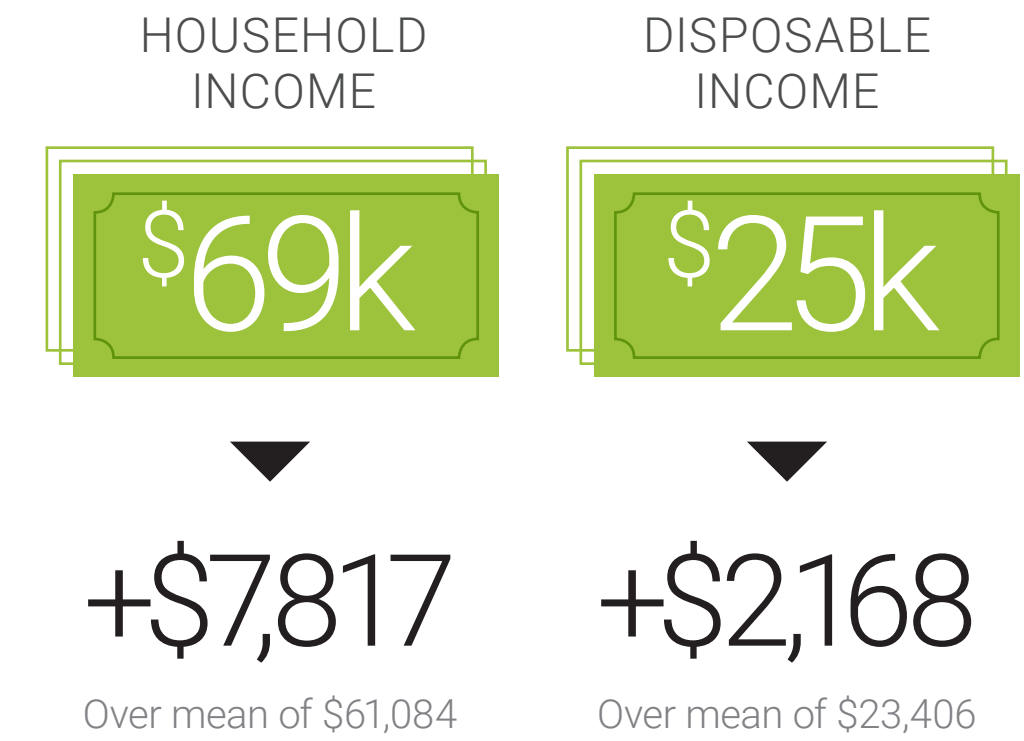 HOUSEHOLD
INCOME
$69k
+$7,817
Over mean of $61,084
DISPOSABLE
INCOME
$25k
+$2,168
Over mean of $23,406